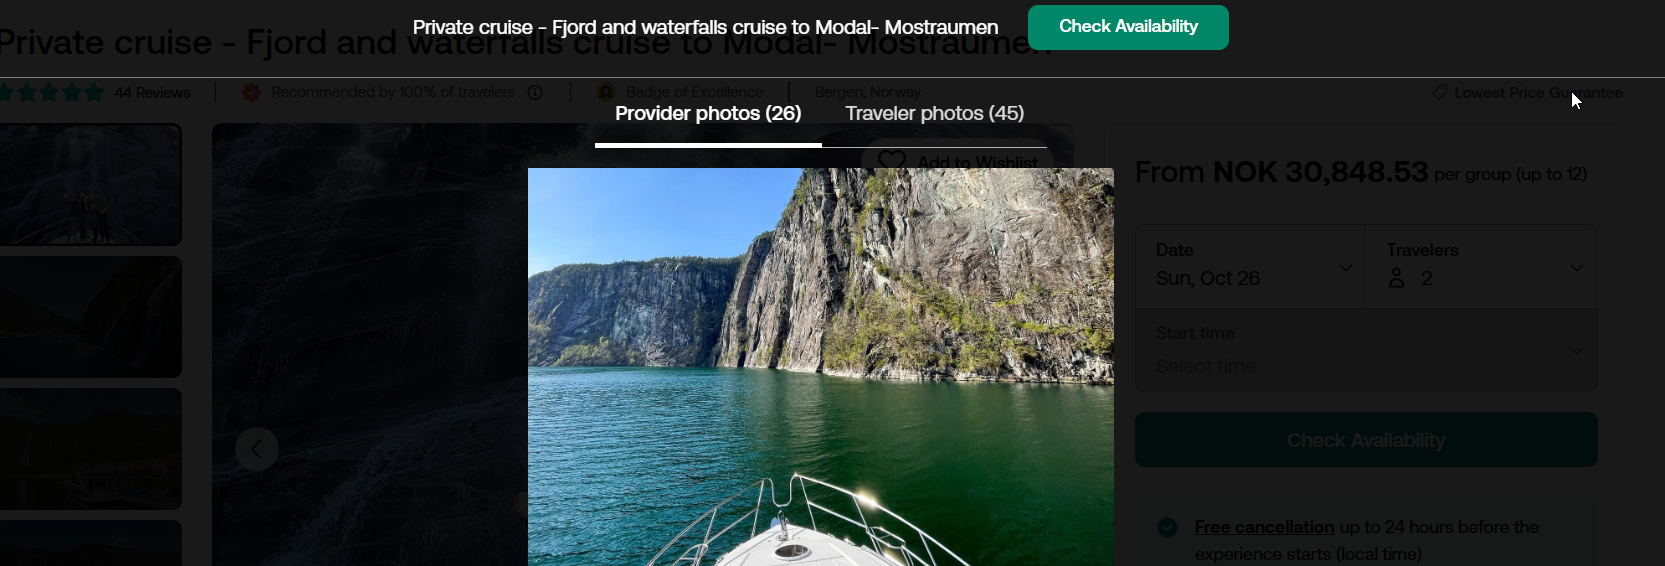 Private cruise - Fjord and waterfalls cruise to Modal- Mostraumen
Check Availability
Private cruise - Fjord and waterfalls cruise to Modal- Mostraumen
44 Reviews
Recommended by 100% of travelers
Badge of Excellence
Bergen, Norway
Lowest Price Guarantee
Provider photos (26)
Traveler photos (45)
Add to Wishlist
From NOK 30,848.53 per group (up to 12)
Date
Sun, Oct 26
Travelers
2
Start time
Select time
Check Availability
Free cancellation up to 24 hours before the
experience starts (local time)